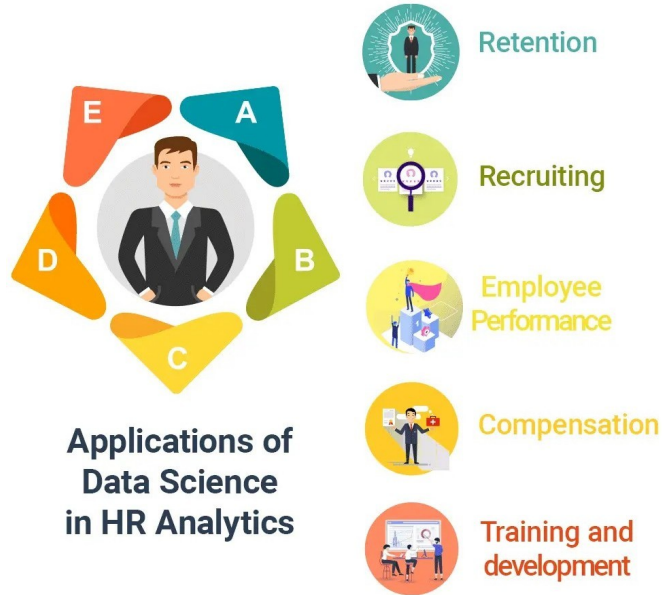 E
A
D
B
C
Applications of
Data Science
in HR Analytics
Retention
Recruiting
Employee
Performance
Compensation
Training and
development